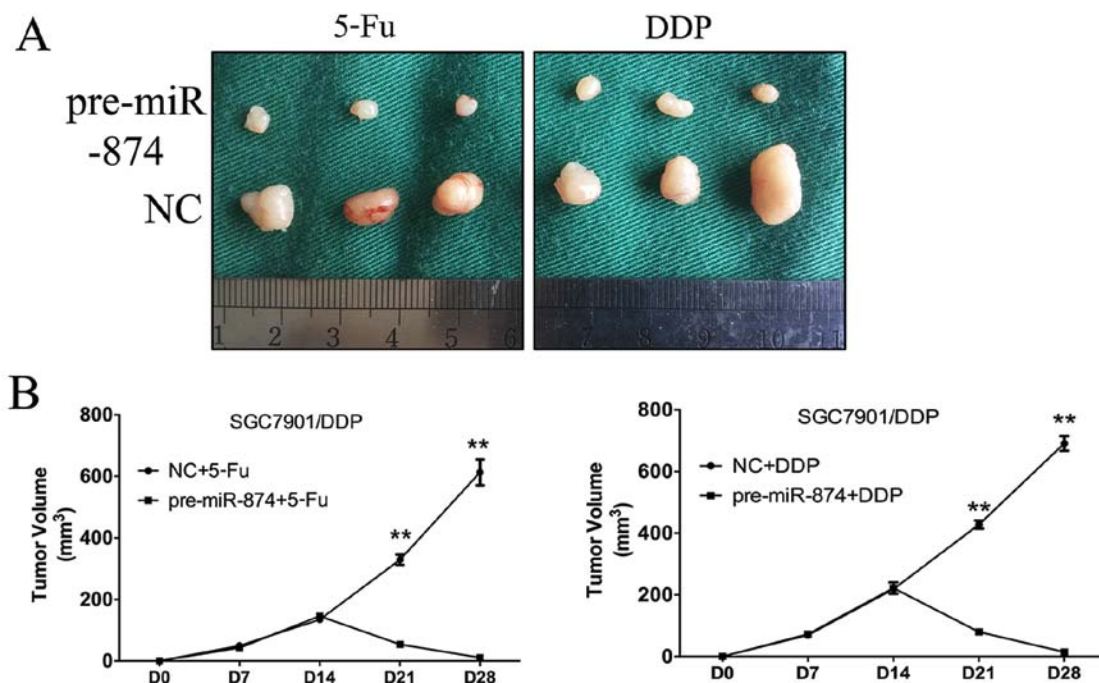 A
5-Fu
DDP
pre-miR
-874
NC
1 2 3 4 5 6
7 8 9 10 11
B
800
600
400
200
0
Tumor Volume
(mm³)
SGC7901/DDP
NC+5-Fu
pre-miR-874+5-Fu
**
**
D0 D7 D14 D21 D28
800
600
400
200
0
Tumor Volume
(mm³)
SGC7901/DDP
NC+DDP
pre-miR-874+DDP
**
**
D0 D7 D14 D21 D28